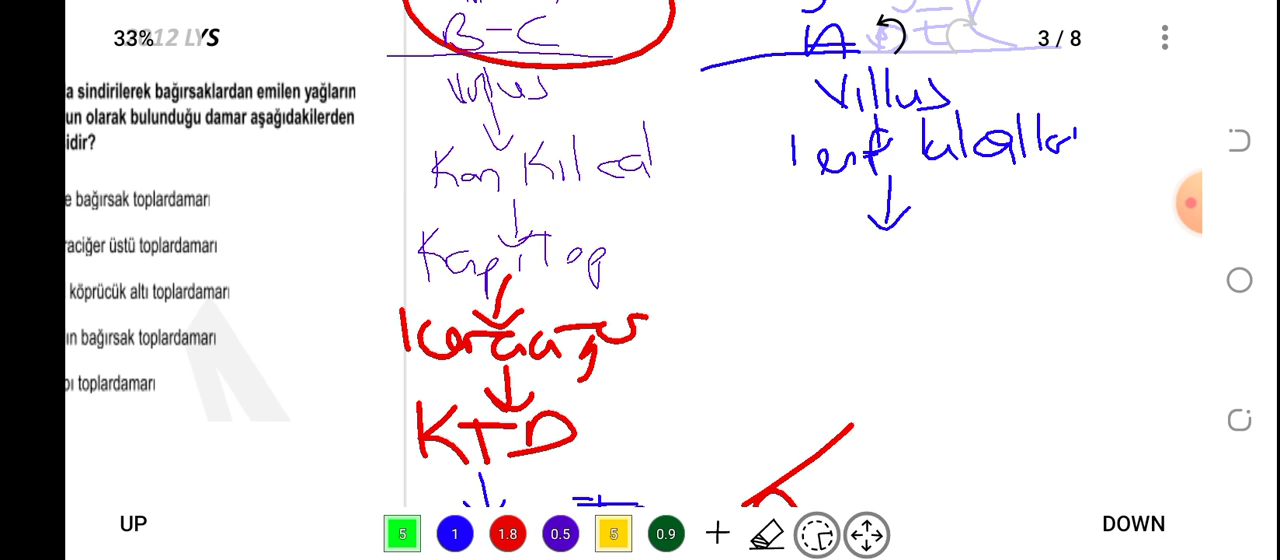 33%
12 LYS
3 / 8
a sindirilerek bağırsaklardan emilen yağların
un olarak bulunduğu damar aşağıdakilerden
idir?
e bağırsak toplardamarı
raciğer üstü toplardamarı
köprücük altı toplardamarı
ın bağırsak toplardamarı
oı toplardamarı
B-C
Kan Kılcal
Kapı Top
KTD
A
Villus
lenf kılcalları
UP
5
1
1.8
0.5
5
0.9
DOWN